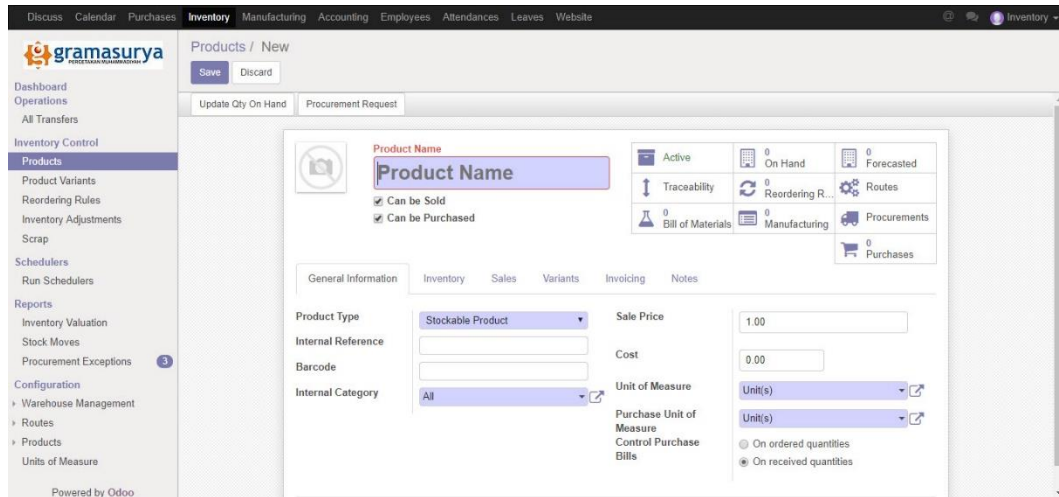 Discuss Calendar Purchases Inventory Manufacturing Accounting Employees Attendances Leaves Website @ Inventory
gramasurya
PERCETAKAN MUHAMMADIYAH
Products / New
Save Discard
Update Qty On Hand Procurement Request
Dashboard
Operations
All Transfers
Inventory Control
Products
Product Variants
Reordering Rules
Inventory Adjustments
Scrap
Schedulers
Run Schedulers
Reports
Inventory Valuation
Stock Moves
Procurement Exceptions 3
Configuration
Warehouse Management
Routes
Products
Units of Measure
Powered by Odoo
Product Name
Product Name
Can be Sold
Can be Purchased
Active
0
On Hand
0
Forecasted
Traceability
0
Reordering R...
Routes
0
Bill of Materials
0
Manufacturing
Procurements
0
Purchases
General Information Inventory Sales Variants Invoicing Notes
Product Type Stockable Product
Internal Reference
Barcode
Internal Category All
Sale Price 1.00
Cost 0.00
Unit of Measure Unit(s)
Purchase Unit of
Measure Unit(s)
Control Purchase
Bills
On ordered quantities
On received quantities